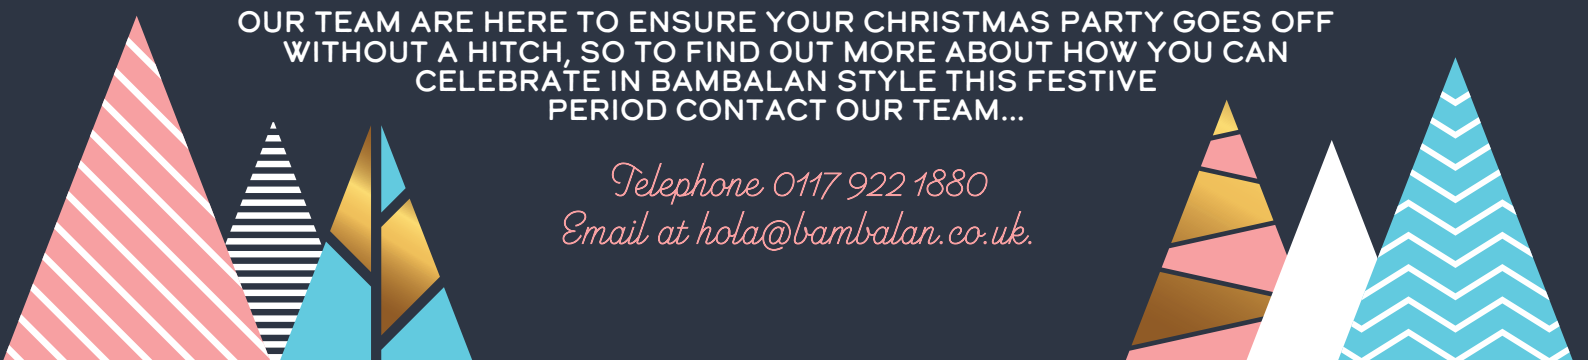 OUR TEAM ARE HERE TO ENSURE YOUR CHRISTMAS PARTY GOES OFF
WITHOUT A HITCH, SO TO FIND OUT MORE ABOUT HOW YOU CAN
CELEBRATE IN BAMBALAN STYLE THIS FESTIVE
PERIOD CONTACT OUR TEAM...
Telephone 0117 922 1880
Email at hola@bambalan.co.uk.